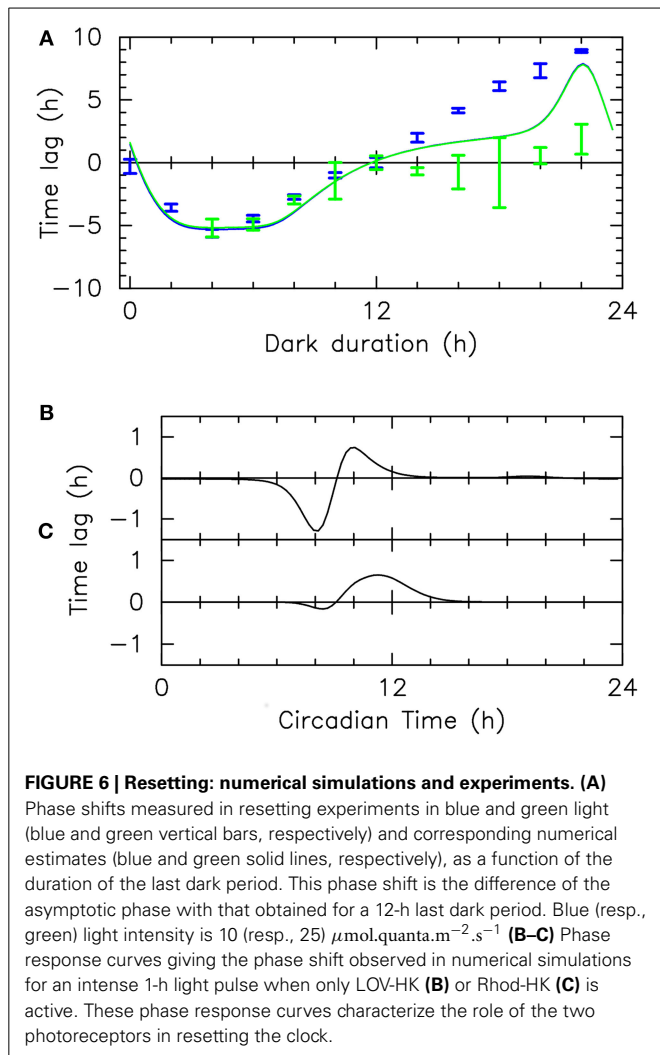 A
10
5
0
−5
−10
Time lag (h)
0
12
24
Dark duration (h)
B
1
0
−1
C
1
0
−1
Time lag (h)
0
12
24
Circadian Time (h)
FIGURE 6 | Resetting: numerical simulations and experiments. (A)
Phase shifts measured in resetting experiments in blue and green light
(blue and green vertical bars, respectively) and corresponding numerical
estimates (blue and green solid lines, respectively), as a function of the
duration of the last dark period. This phase shift is the difference of the
asymptotic phase with that obtained for a 12-h last dark period. Blue (resp.,
green) light intensity is 10 (resp., 25) μmol.quanta.m⁻².s⁻¹ (B–C) Phase
response curves giving the phase shift observed in numerical simulations
for an intense 1-h light pulse when only LOV-HK (B) or Rhod-HK (C) is
active. These phase response curves characterize the role of the two
photoreceptors in resetting the clock.